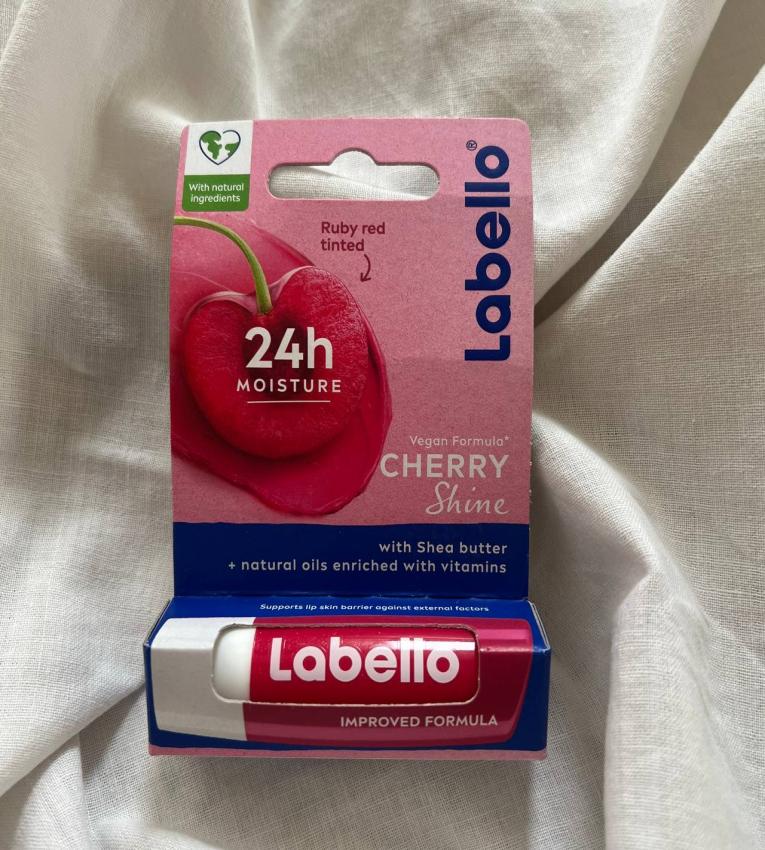 With natural
ingredients
Labello®
Ruby red
tinted
24h
MOISTURE
Vegan Formula*
CHERRY
Shine
with Shea butter
+ natural oils enriched with vitamins
Supports lip skin barrier against external factors
Labello
IMPROVED FORMULA